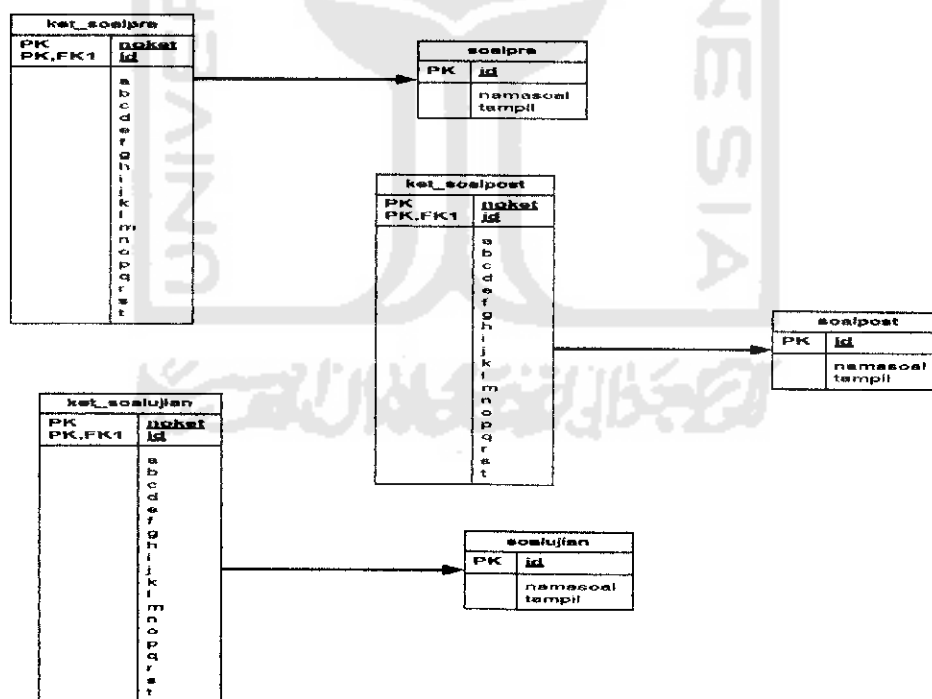 ket_soalpre
PK noket
PK,FK1 id
a
b
c
d
e
f
g
h
i
j
k
l
m
n
o
p
q
r
s
t
soalpre
PK id
namasoal
tampil
ket_soalpost
PK noket
PK,FK1 id
a
b
c
d
e
f
g
h
i
j
k
l
m
n
o
p
q
r
s
t
soalpost
PK id
namasoal
tampil
ket_soalujian
PK noket
PK,FK1 id
a
b
c
d
e
f
g
h
i
j
k
l
m
n
o
p
q
r
s
t
soalujian
PK id
namasoal
tampil
NESIA